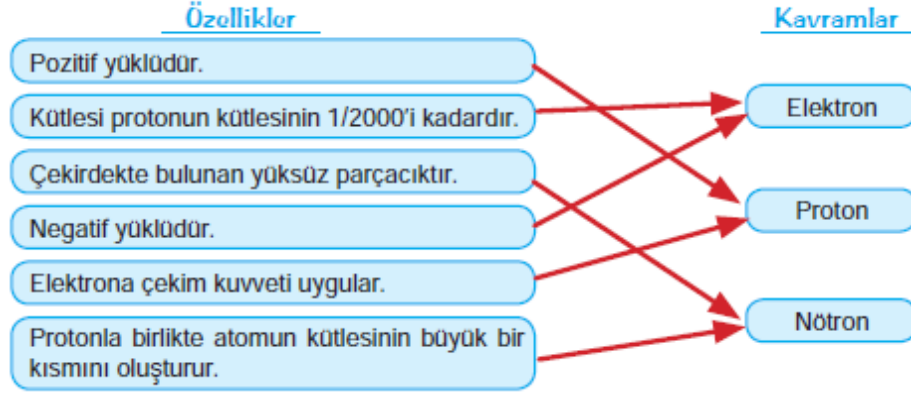 Özellikler
Kavramlar
Pozitif yüklüdür.
Kütlesi protonun kütlesinin 1/2000'i kadardır.
Çekirdekte bulunan yüksüz parçacıktır.
Negatif yüklüdür.
Elektrona çekim kuvveti uygular.
Protonla birlikte atomun kütlesinin büyük bir
kısmını oluşturur.
Elektron
Proton
Nötron